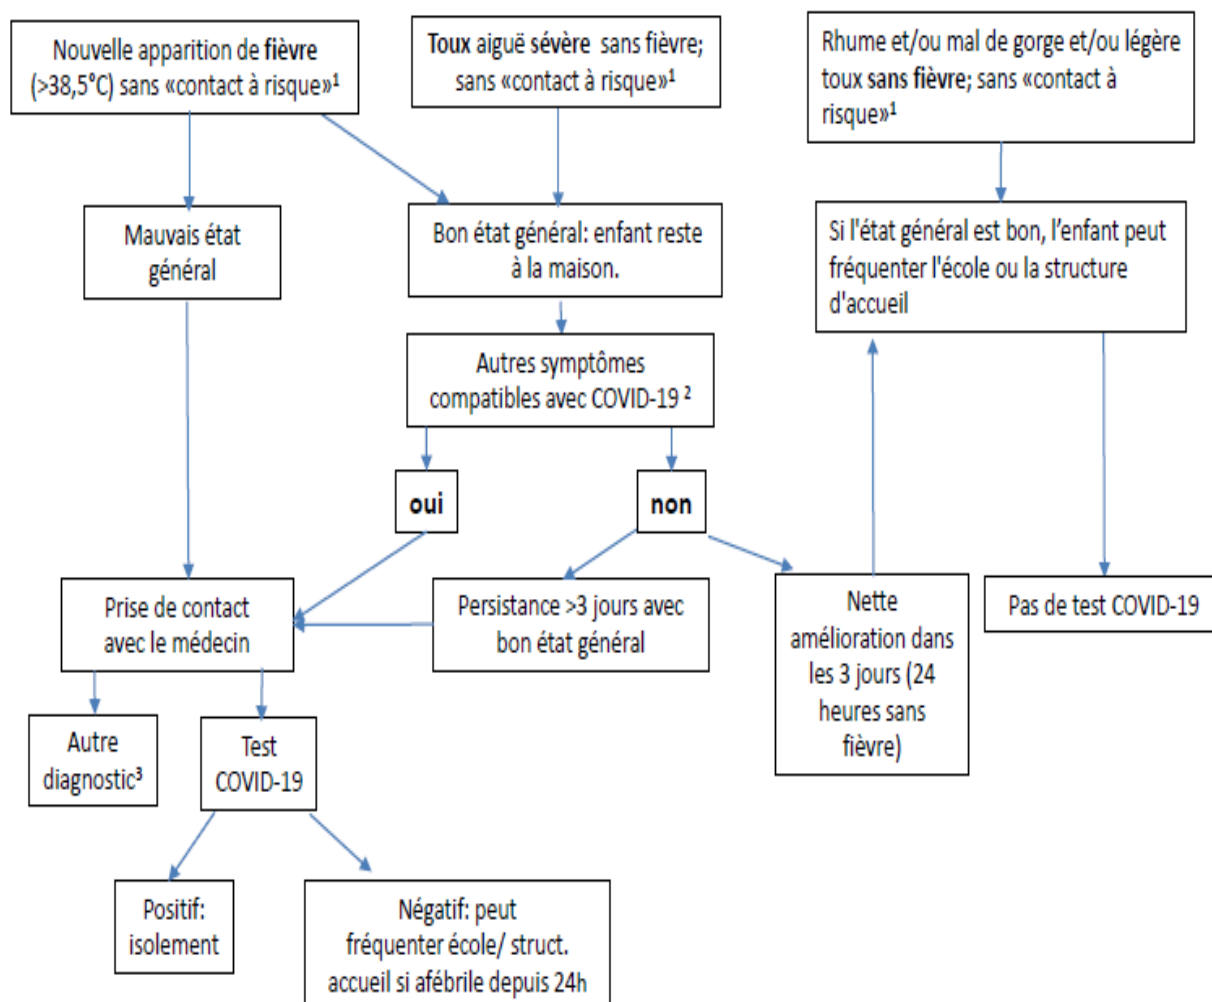 Nouvelle apparition de fièvre
(>38,5°C) sans «contact à risque»¹
Toux aiguë sévère sans fièvre;
sans «contact à risque»¹
Rhume et/ou mal de gorge et/ou légère
toux sans fièvre; sans «contact à
risque»¹
Mauvais état
général
Bon état général: enfant reste
à la maison.
Si l'état général est bon, l’enfant peut
fréquenter l'école ou la structure
d'accueil
Autres symptômes
compatibles avec COVID-19 ²
oui
non
Prise de contact
avec le médecin
Persistance >3 jours avec
bon état général
Nette
amélioration dans
les 3 jours (24
heures sans
fièvre)
Pas de test COVID-19
Autre
diagnostic³
Test
COVID-19
Positif:
isolement
Négatif: peut
fréquenter école/ struct.
accueil si afébrile depuis 24h